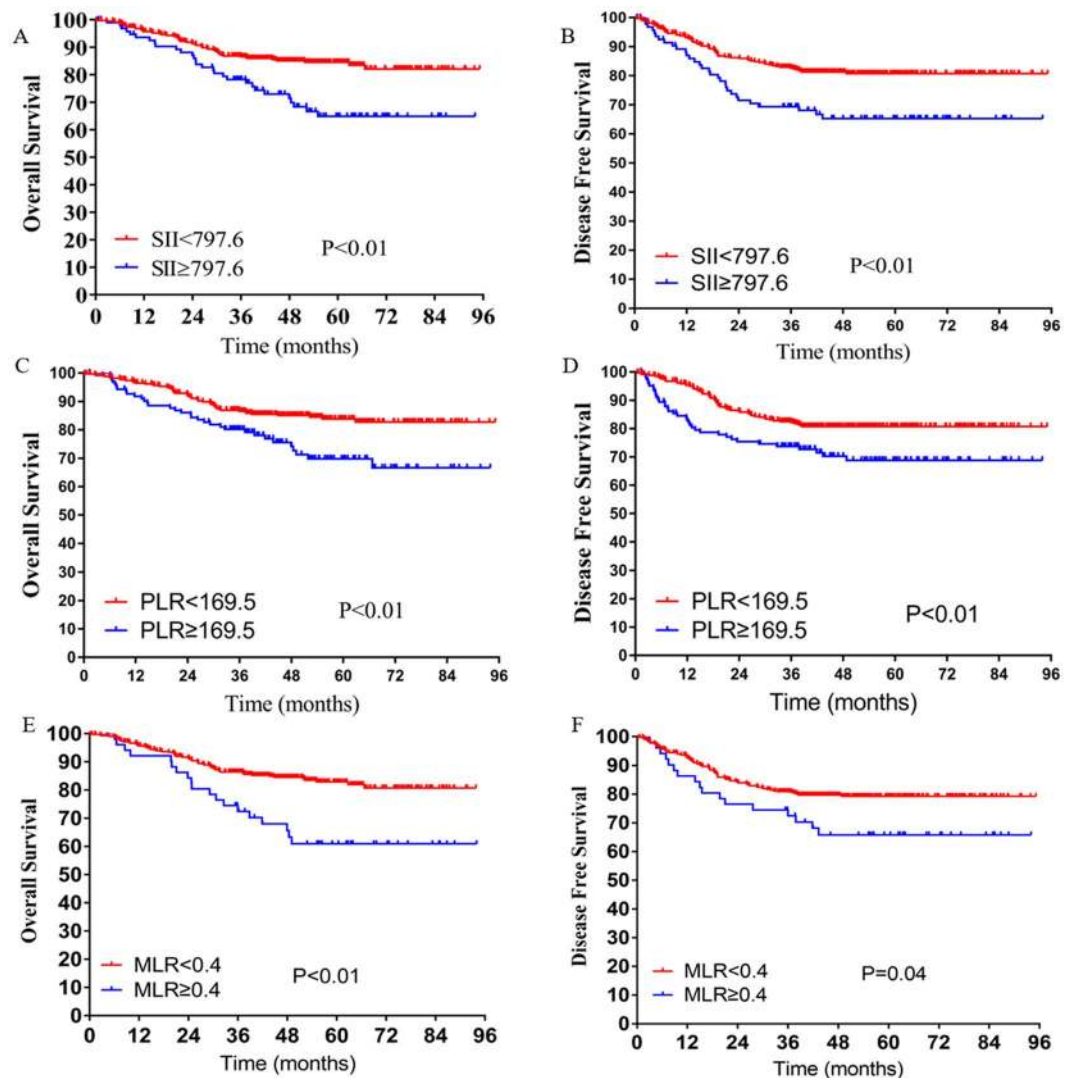 A
Overall Survival
100
90
80
70
60
50
40
30
20
10
0
SII<797.6
SII≥797.6
P<0.01
0 12 24 36 48 60 72 84 96
Time (months)
B
Disease Free Survival
100
90
80
70
60
50
40
30
20
10
0
SII<797.6
SII≥797.6
P<0.01
0 12 24 36 48 60 72 84 96
Time (months)
C
Overall Survival
100
90
80
70
60
50
40
30
20
10
0
PLR<169.5
PLR≥169.5
P<0.01
0 12 24 36 48 60 72 84 96
Time (months)
D
Disease Free Survival
100
90
80
70
60
50
40
30
20
10
0
PLR<169.5
PLR≥169.5
P<0.01
0 12 24 36 48 60 72 84 96
Time (months)
E
Overall Survival
100
90
80
70
60
50
40
30
20
10
0
MLR<0.4
MLR≥0.4
P<0.01
0 12 24 36 48 60 72 84 96
Time (months)
F
Disease Free Survival
100
90
80
70
60
50
40
30
20
10
0
MLR<0.4
MLR≥0.4
P=0.04
0 12 24 36 48 60 72 84 96
Time (months)